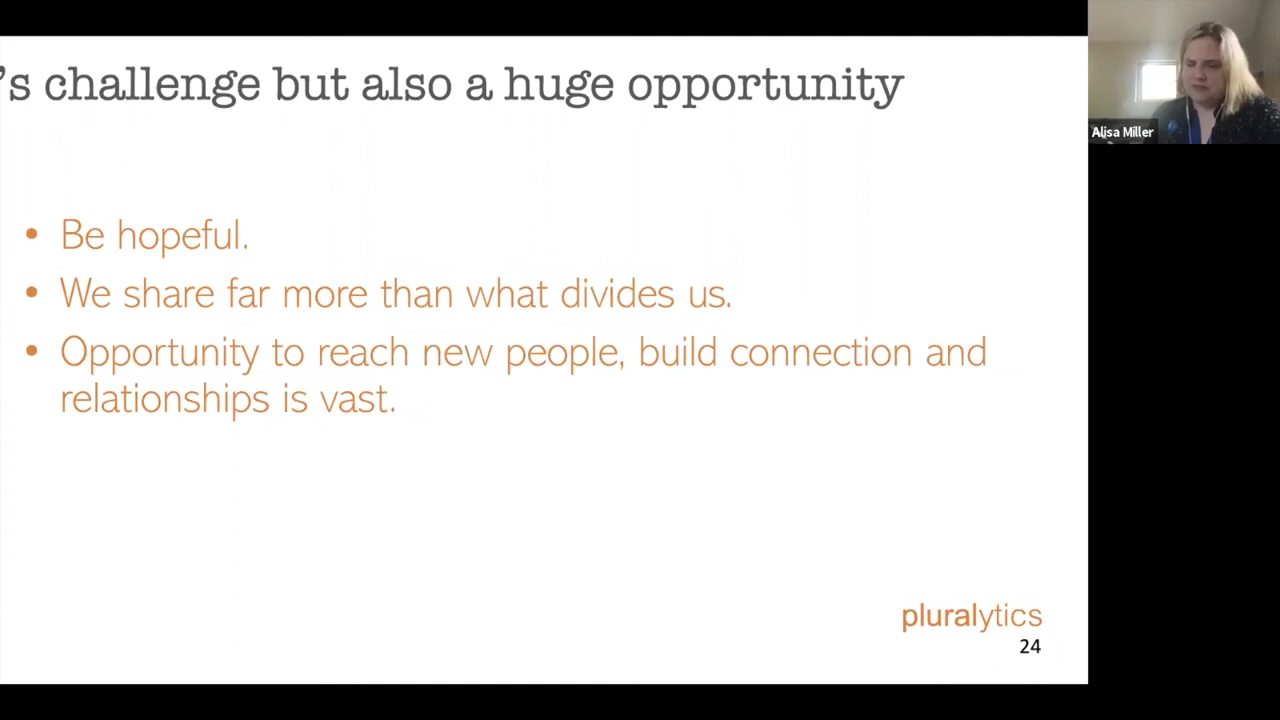 's challenge but also a huge opportunity
Alisa Miller
• Be hopeful.
• We share far more than what divides us.
• Opportunity to reach new people, build connection and
relationships is vast.
pluralytics
24